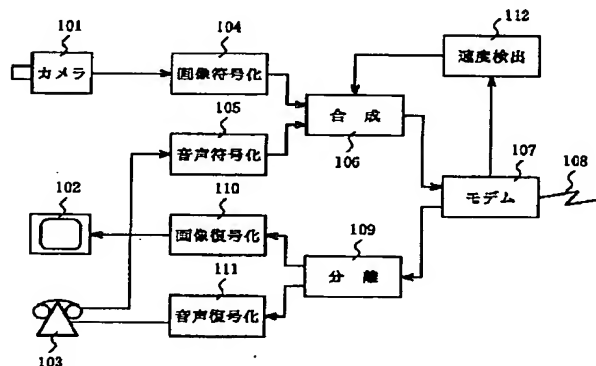 101
カメラ
104
画像符号化
105
音声符号化
合 成
106
112
速度検出
107
モデム
108
102
110
画像復号化
109
分 離
111
音声復号化
103